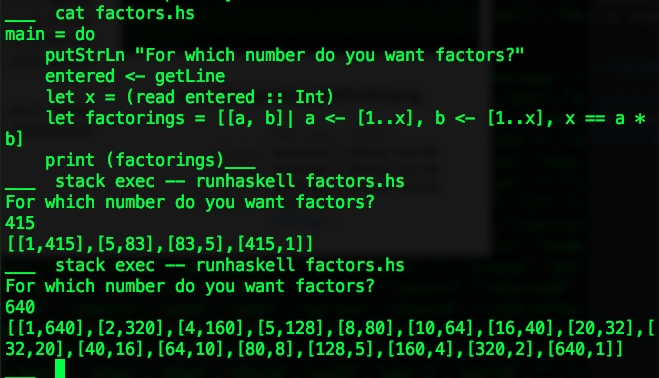 ___  cat factors.hs
main = do
    putStrLn "For which number do you want factors?"
    entered <- getLine
    let x = (read entered :: Int)
    let factorings = [[a, b]| a <- [1..x], b <- [1..x], x == a *
b]
    print (factorings)___
___  stack exec -- runhaskell factors.hs
For which number do you want factors?
415
[[1,415],[5,83],[83,5],[415,1]]
___  stack exec -- runhaskell factors.hs
For which number do you want factors?
640
[[1,640],[2,320],[4,160],[5,128],[8,80],[10,64],[16,40],[20,32],[
32,20],[40,16],[64,10],[80,8],[128,5],[160,4],[320,2],[640,1]]
___